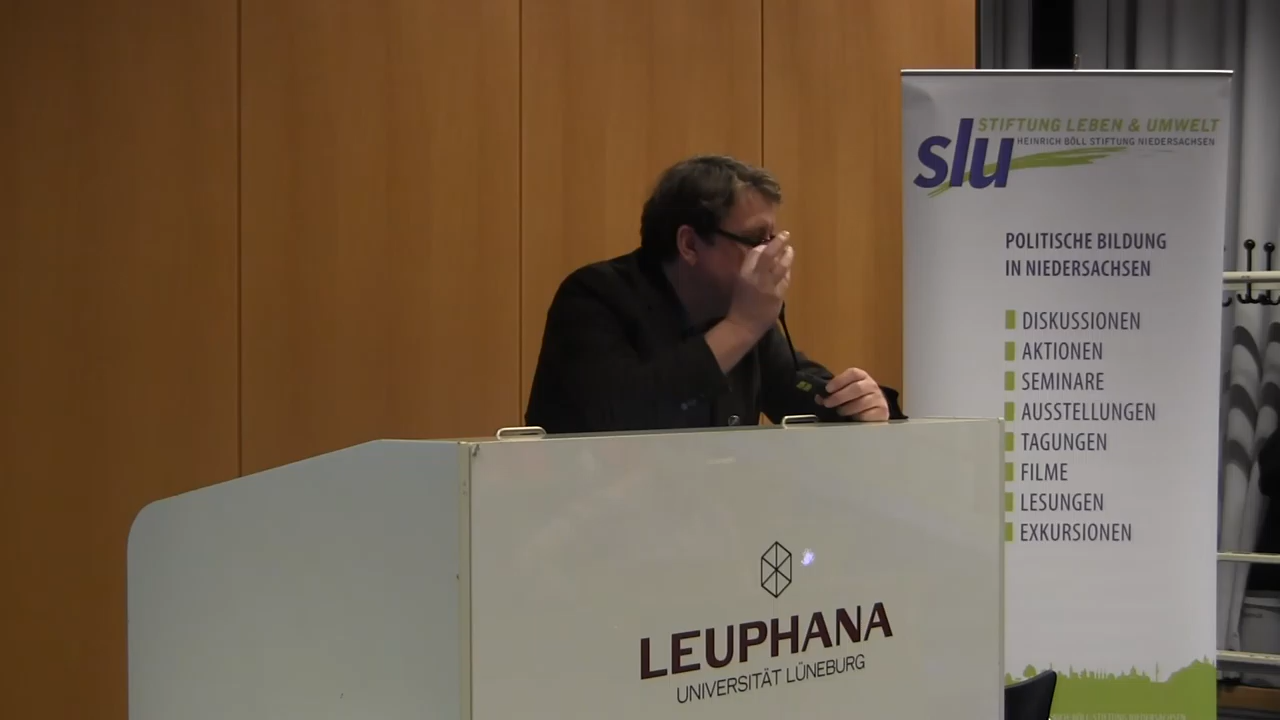 slu
STIFTUNG LEBEN & UMWELT
HEINRICH BÖLL STIFTUNG NIEDERSACHSEN
POLITISCHE BILDUNG
IN NIEDERSACHSEN
DISKUSSIONEN
AKTIONEN
SEMINARE
AUSSTELLUNGEN
TAGUNGEN
FILME
LESUNGEN
EXKURSIONEN
LEUPHANA
UNIVERSITÄT LÜNEBURG